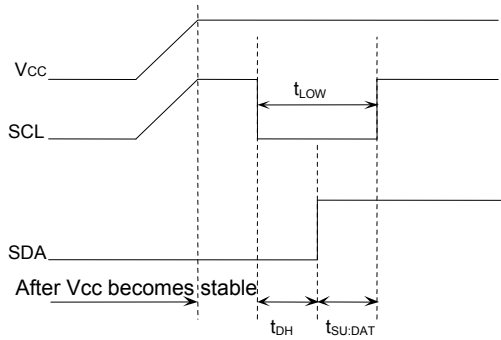 VCC
tLOW
SCL
SDA
After Vcc becomes stable
tDH
tSU:DAT